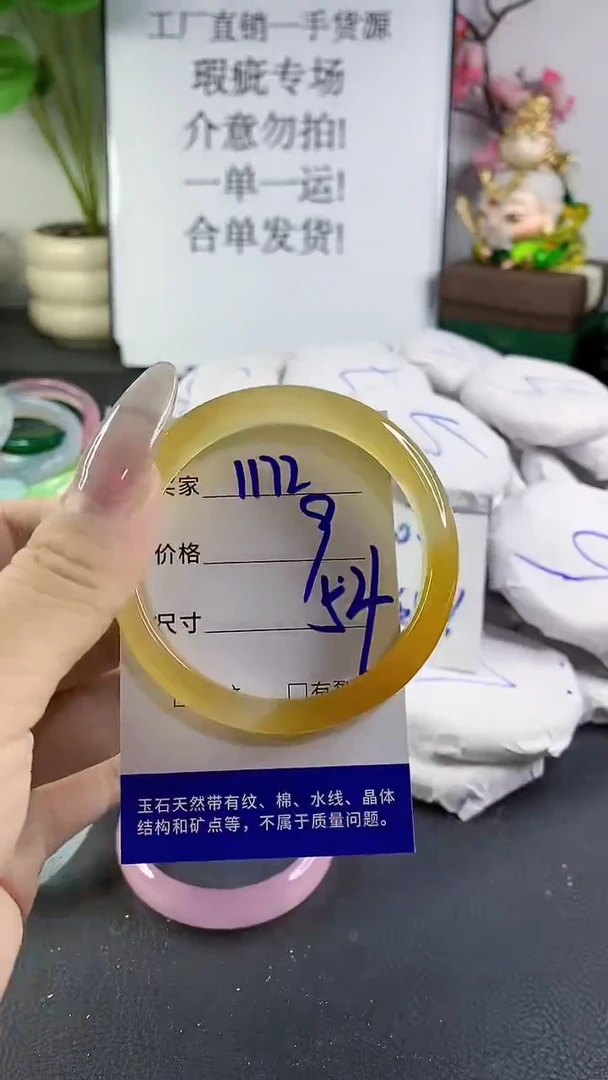 工厂直销一手货源
瑕疵专场
介意勿拍!
一单一运!
合单发货!
卖家 1172
价格 9
尺寸 54
有裂
玉石天然带有纹、棉、水线、晶体
结构和矿点等，不属于质量问题。